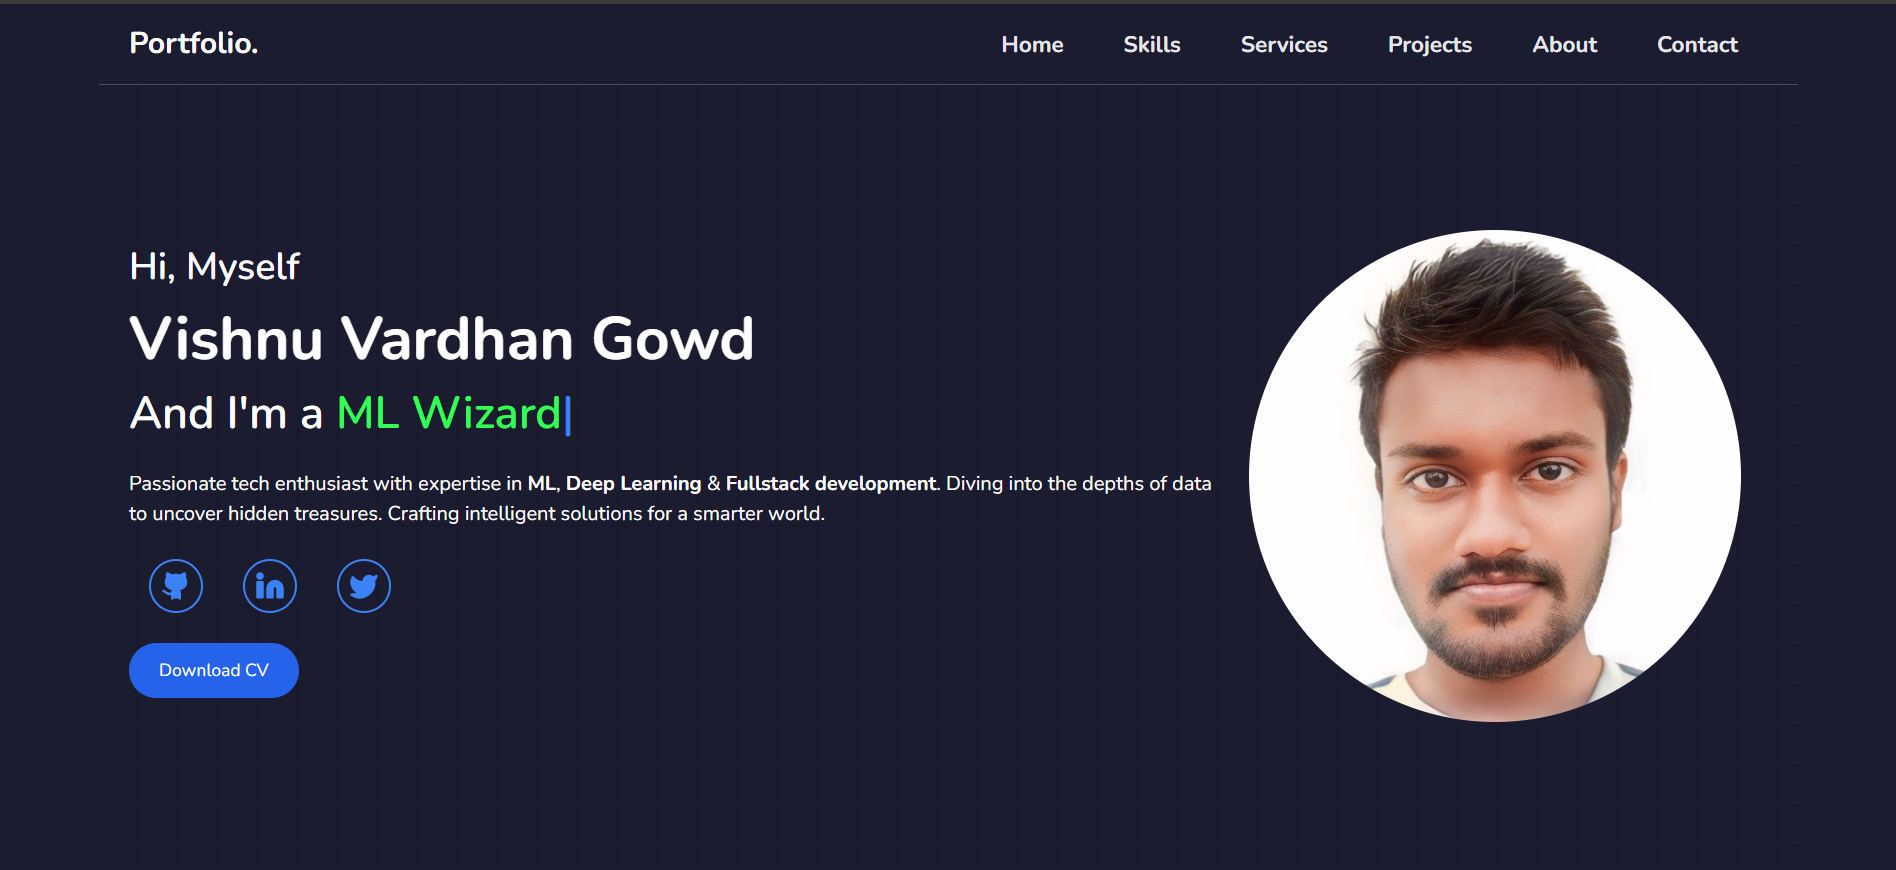 Portfolio.
Home
Skills
Services
Projects
About
Contact
Hi, Myself
Vishnu Vardhan Gowd
And I'm a ML Wizard|
Passionate tech enthusiast with expertise in ML, Deep Learning & Fullstack development. Diving into the depths of data
to uncover hidden treasures. Crafting intelligent solutions for a smarter world.
in
Download CV